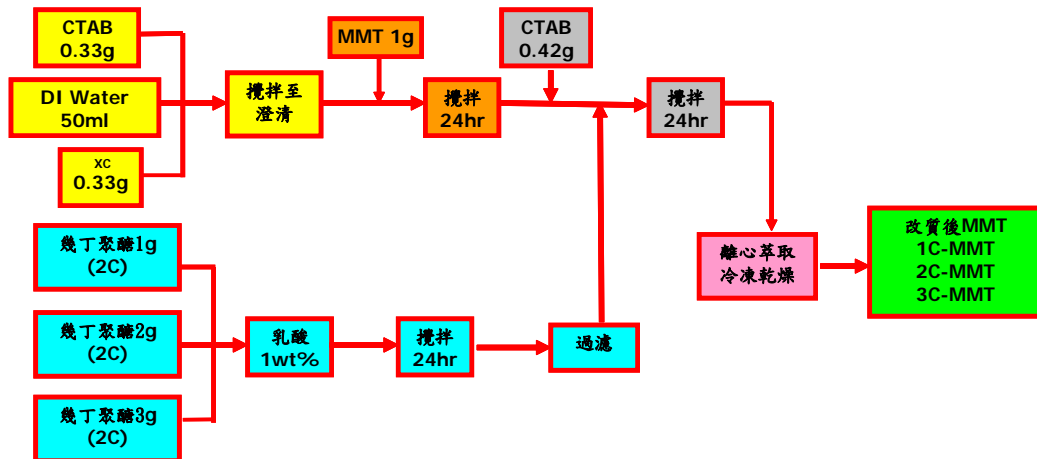 CTAB
0.33g
DI Water
50ml
XC
0.33g
攪拌至
澄清
MMT 1g
攪拌
24hr
CTAB
0.42g
攪拌
24hr
幾丁聚醣1g
(2C)
幾丁聚醣2g
(2C)
幾丁聚醣3g
(2C)
乳酸
1wt%
攪拌
24hr
過濾
離心萃取
冷凍乾燥
改質後MMT
1C-MMT
2C-MMT
3C-MMT